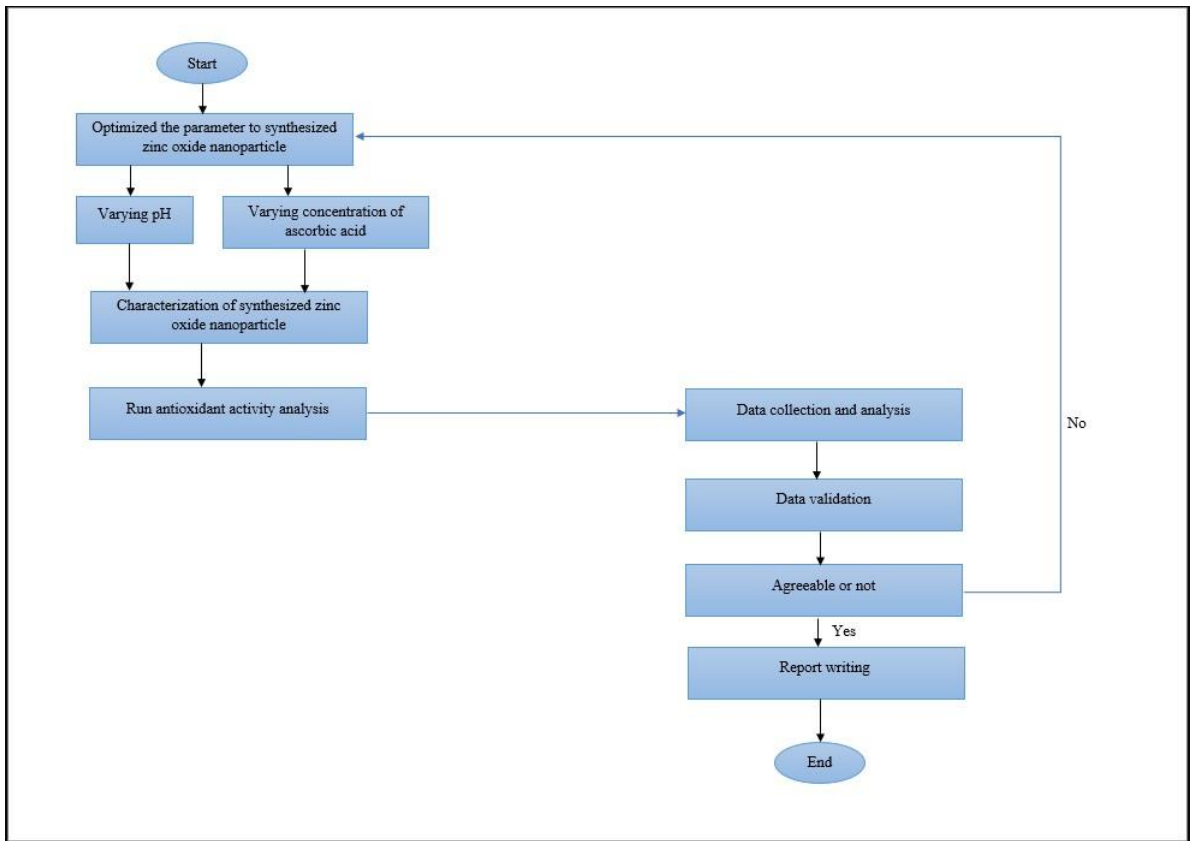 Start
Optimized the parameter to synthesized
zinc oxide nanoparticle
Varying pH
Varying concentration of
ascorbic acid
Characterization of synthesized zinc
oxide nanoparticle
Run antioxidant activity analysis
Data collection and analysis
No
Data validation
Agreeable or not
Yes
Report writing
End